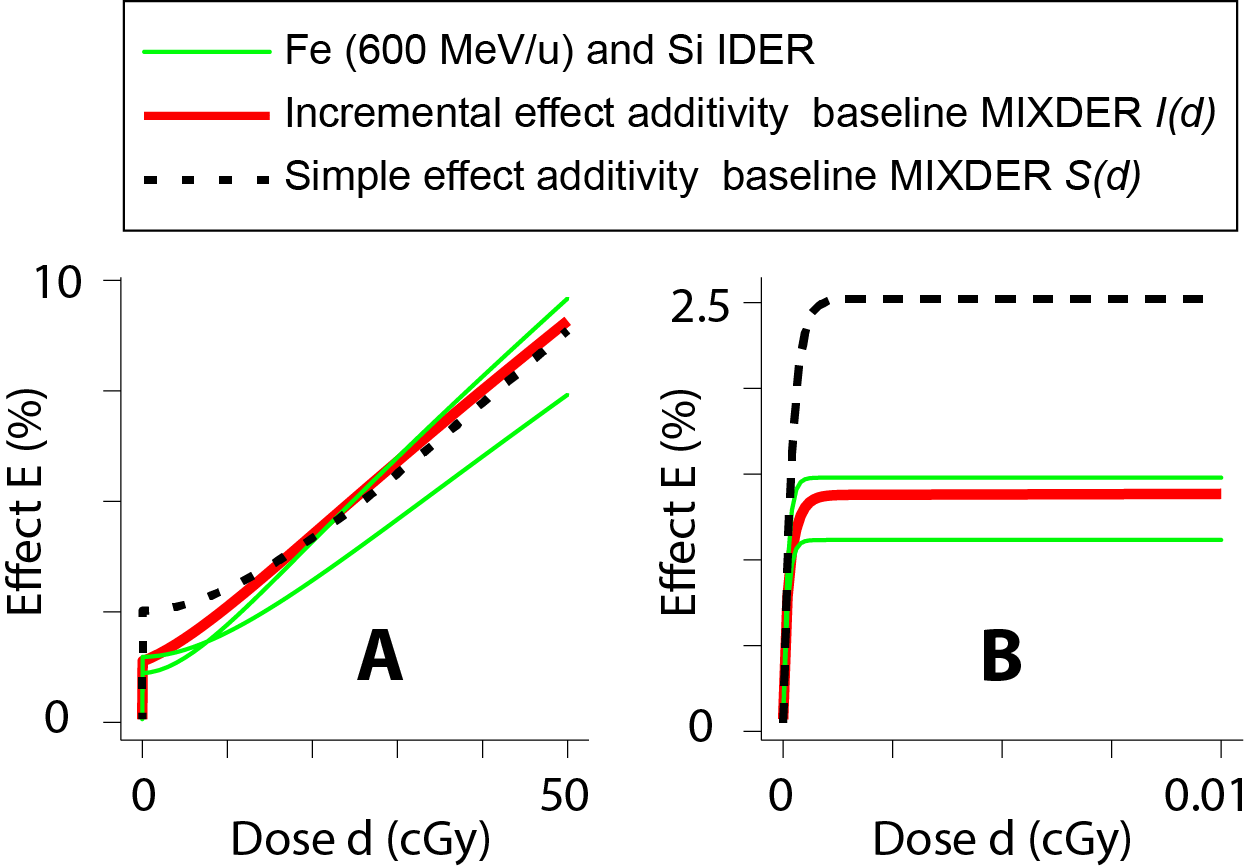 Fe (600 MeV/u) and Si IDER
Incremental effect additivity baseline MIXDER I(d)
Simple effect additivity baseline MIXDER S(d)
10
0
Effect E (%)
A
0
50
Dose d (cGy)
2.5
0
Effect E (%)
B
0
0.01
Dose d (cGy)